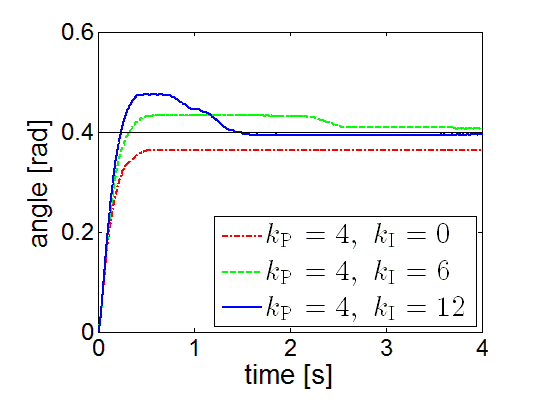 0.6
0.4
0.2
0
angle [rad]
k_P = 4, k_I = 0
k_P = 4, k_I = 6
k_P = 4, k_I = 12
0 1 2 3 4
time [s]